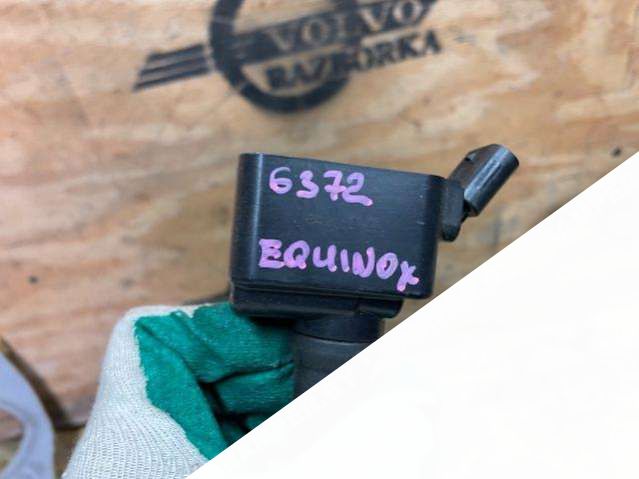 VOLVO
RAZBORKA
6372
EQUINOX